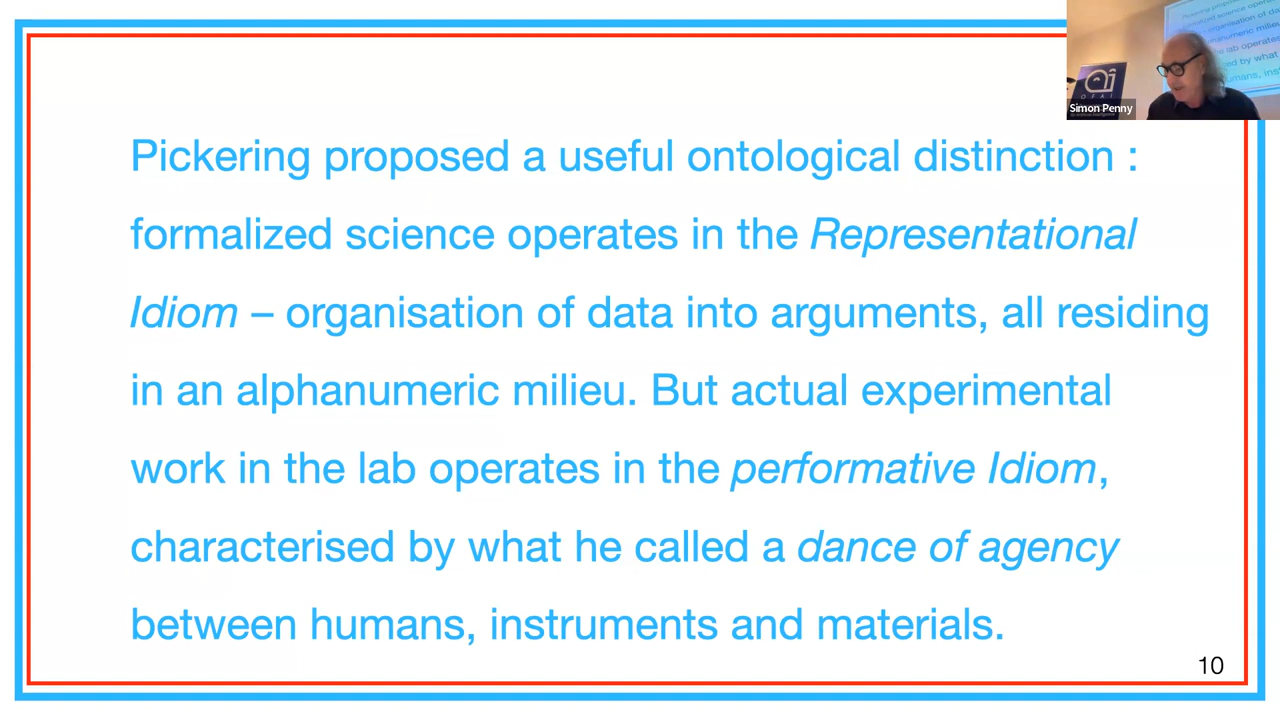 Pickering proposed a useful ontological distinction :
formalized science operates in the Representational
Idiom – organisation of data into arguments, all residing
in an alphanumeric milieu. But actual experimental
work in the lab operates in the performative Idiom,
characterised by what he called a dance of agency
between humans, instruments and materials.
10
Simon Penny
OFAI